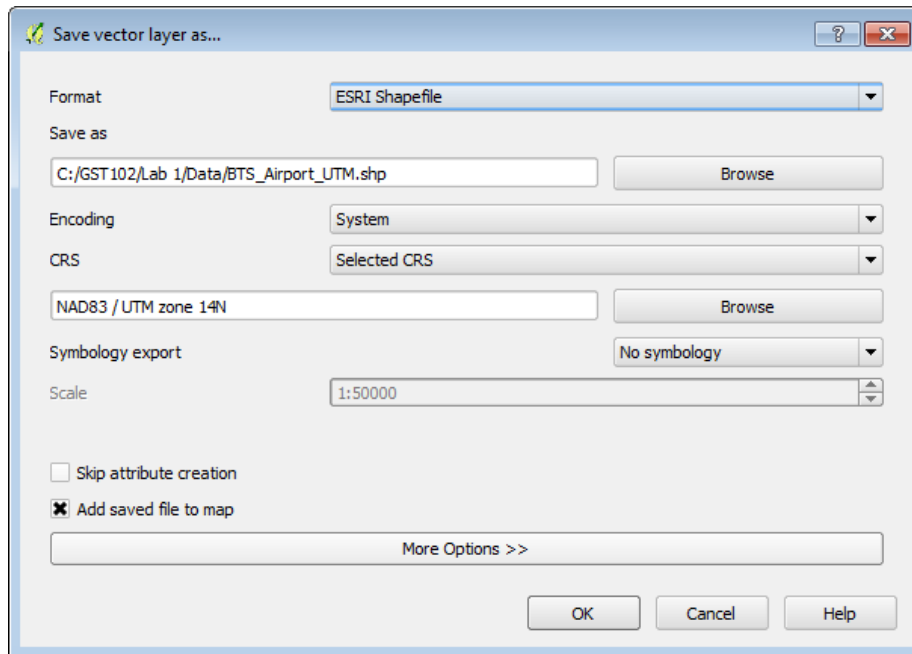 Save vector layer as...
?
Format ESRI Shapefile
Save as
C:/GST102/Lab 1/Data/BTS_Airport_UTM.shp Browse
Encoding System
CRS Selected CRS
NAD83 / UTM zone 14N Browse
Symbology export No symbology
Scale 1:50000
Skip attribute creation
Add saved file to map
More Options >>
OK Cancel Help